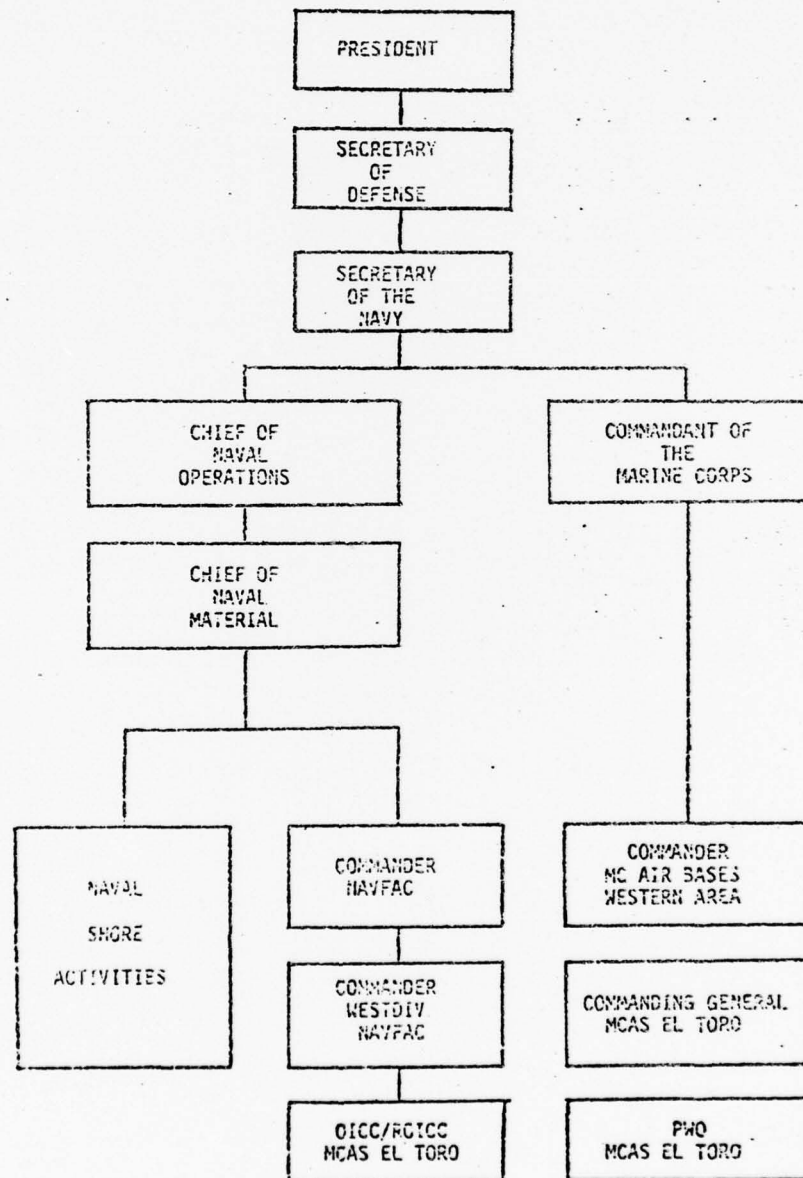 PRESIDENT
SECRETARY
OF
DEFENSE
SECRETARY
OF THE
NAVY
CHIEF OF
NAVAL
OPERATIONS
COMMANDANT OF
THE
MARINE CORPS
CHIEF OF
NAVAL
MATERIAL
NAVAL
SHORE
ACTIVITIES
COMMANDER
NAVFAC
COMMANDER
MC AIR BASES
WESTERN AREA
COMMANDER
WESTDIV
NAVFAC
COMMANDING GENERAL
MCAS EL TORO
OICC/ROICC
MCAS EL TORO
PWO
MCAS EL TORO